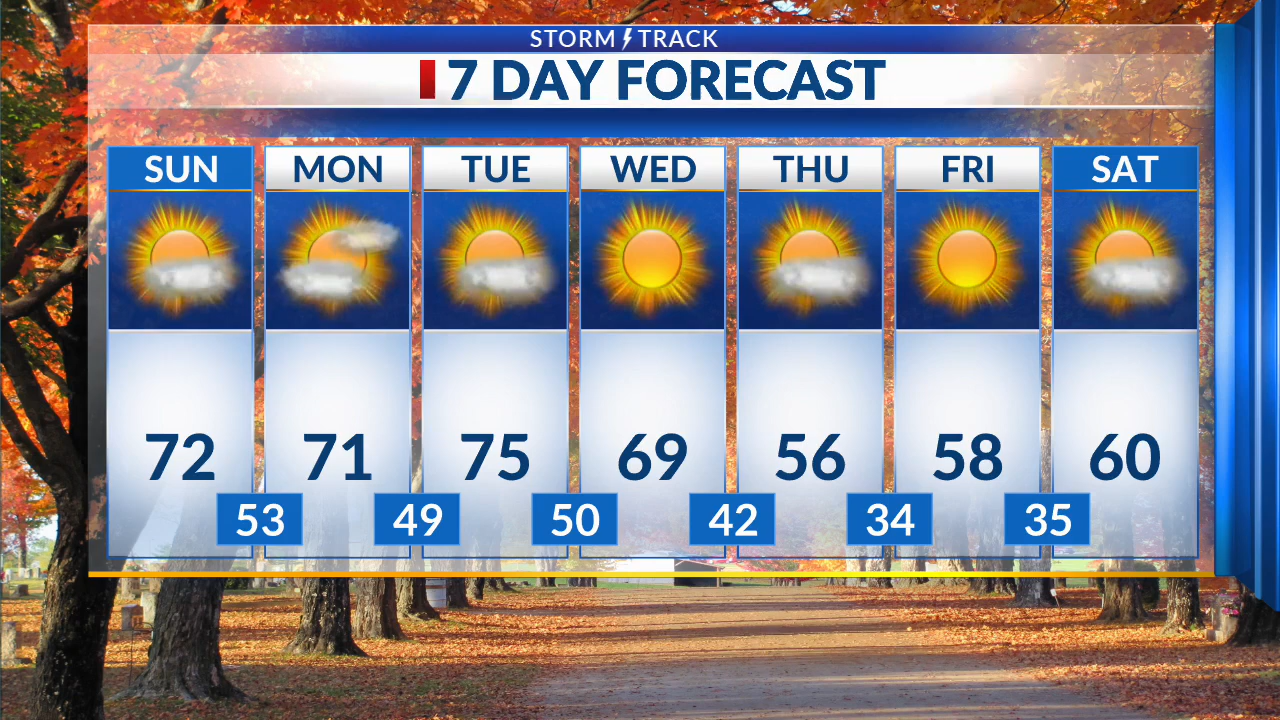 STORM TRACK
7 DAY FORECAST
SUN MON TUE WED THU FRI SAT
72 71 75 69 56 58 60
53 49 50 42 34 35